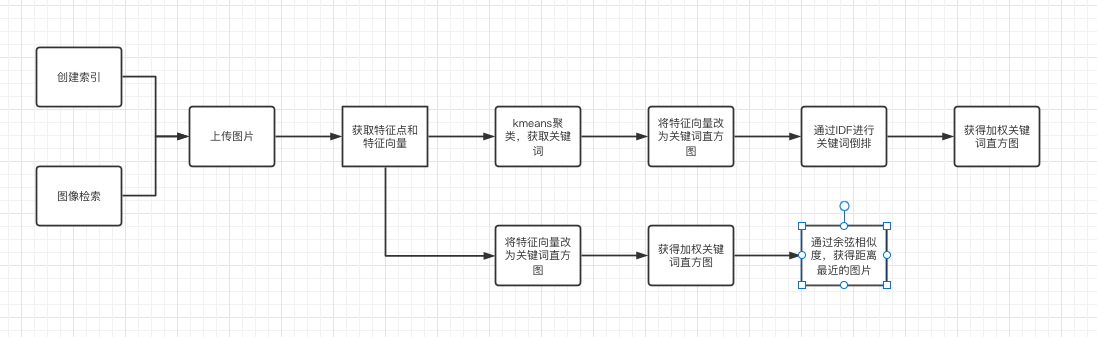 创建索引
上传图片
获取特征点和
特征向量
kmeans聚
类，获取关键
词
将特征向量改
为关键词直方
图
通过IDF进行
关键词倒排
获得加权关键
词直方图
图像检索
将特征向量改
为关键词直方
图
获得加权关键
词直方图
通过余弦相似
度，获得距离
最近的图片